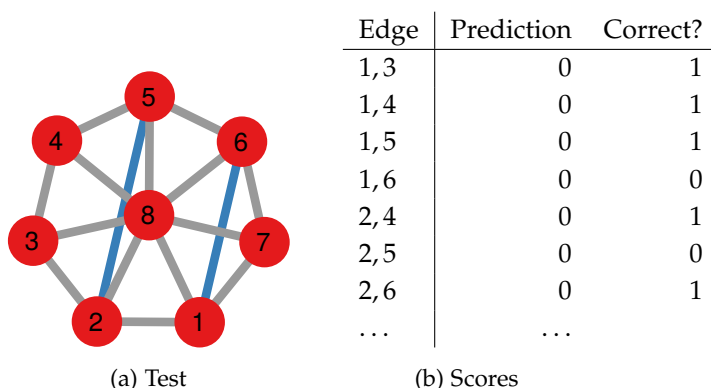 5
4
6
8
3
7
2
1
(a) Test
Edge Prediction Correct?
1, 3 0 1
1, 4 0 1
1, 5 0 1
1, 6 0 0
2, 4 0 1
2, 5 0 0
2, 6 0 1
... ...
(b) Scores